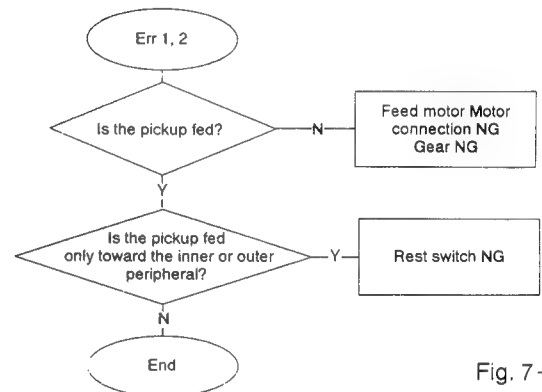 Err 1, 2
Is the pickup fed?
N
Feed motor Motor
connection NG
Gear NG
Y
Is the pickup fed
only toward the inner or outer
peripheral?
Y
Rest switch NG
N
End
Fig. 7-